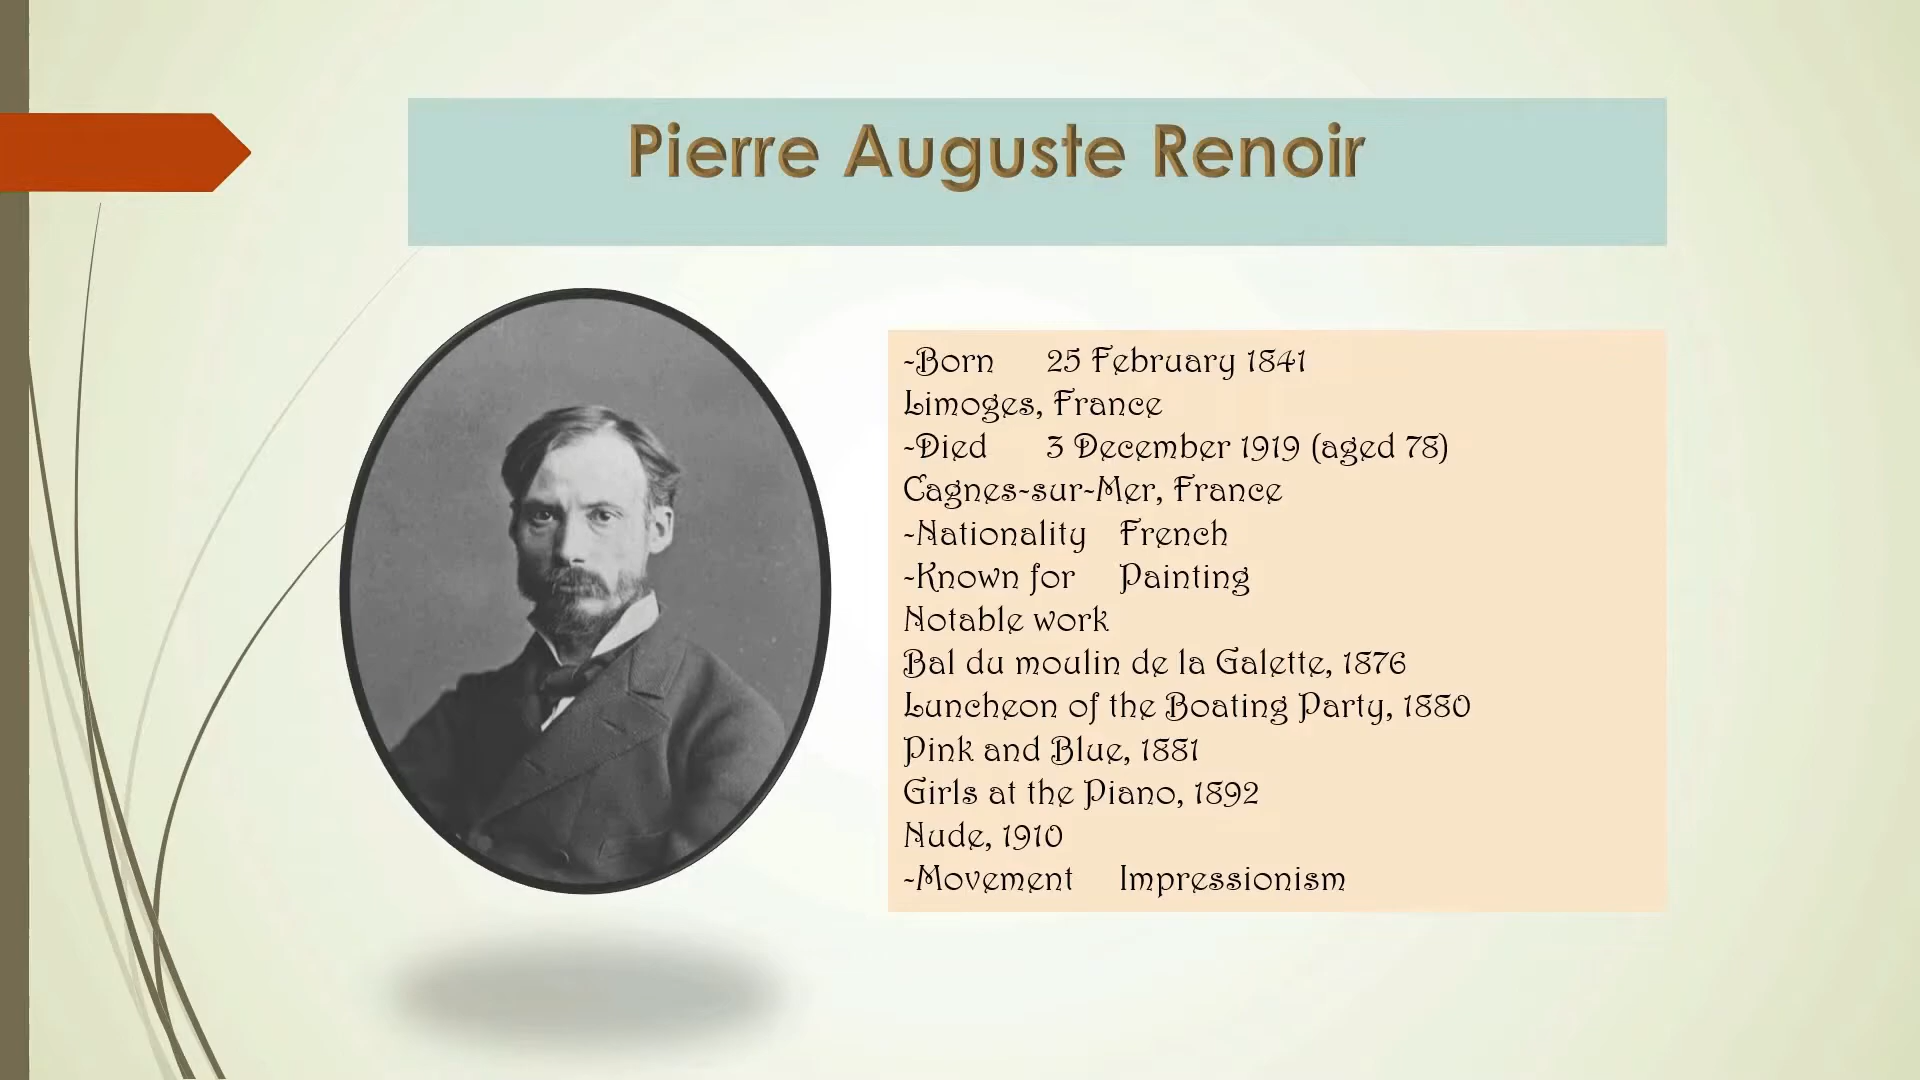 Pierre Auguste Renoir
-Born 25 February 1841
Limoges, France
-Died 3 December 1919 (aged 78)
Cagnes-sur-Mer, France
-Nationality French
-Known for Painting
Notable work
Bal du moulin de la Galette, 1876
Luncheon of the Boating Party, 1880
Pink and Blue, 1881
Girls at the Piano, 1892
Nude, 1910
-Movement Impressionism